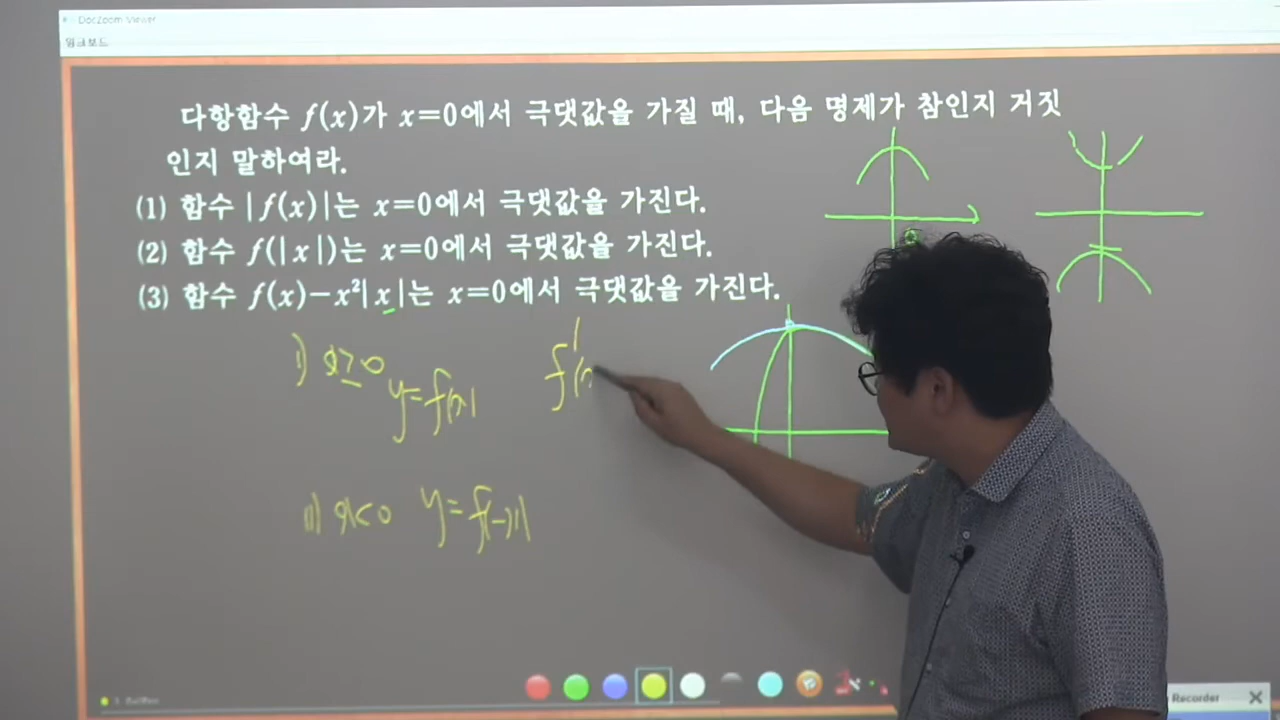 DocZoom Viewer
판크보드
다항함수 f(x)가 x=0에서 극댓값을 가질 때, 다음 명제가 참인지 거짓
인지 말하여라.
(1) 함수 |f(x)|는 x=0에서 극댓값을 가진다.
(2) 함수 f(|x|)는 x=0에서 극댓값을 가진다.
(3) 함수 f(x)-x²|x|는 x=0에서 극댓값을 가진다.
i) x≥0
y=f(x)
f'(
ii) x<0 y=f(-x)
Recorder